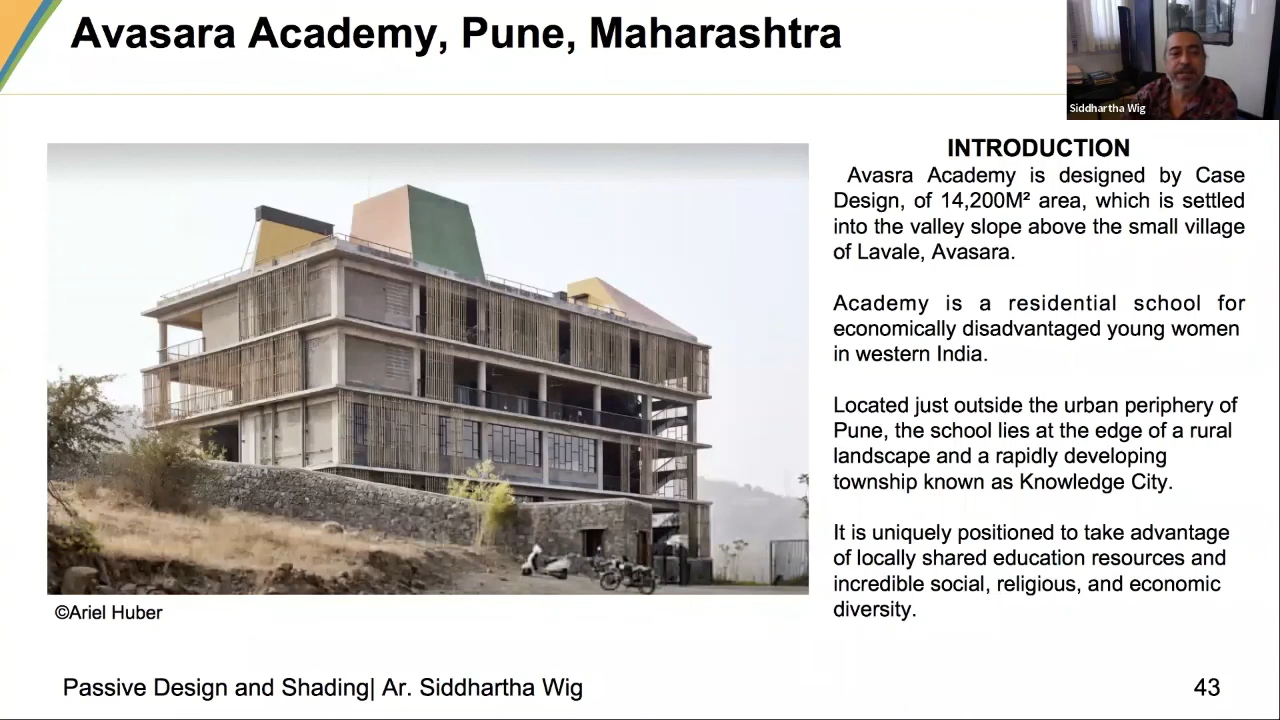 Avasara Academy, Pune, Maharashtra
Siddhartha Wig
INTRODUCTION
Avasra Academy is designed by Case
Design, of 14,200M² area, which is settled
into the valley slope above the small village
of Lavale, Avasara.
Academy is a residential school for
economically disadvantaged young women
in western India.
Located just outside the urban periphery of
Pune, the school lies at the edge of a rural
landscape and a rapidly developing
township known as Knowledge City.
It is uniquely positioned to take advantage
of locally shared education resources and
incredible social, religious, and economic
diversity.
©Ariel Huber
Passive Design and Shading| Ar. Siddhartha Wig
43